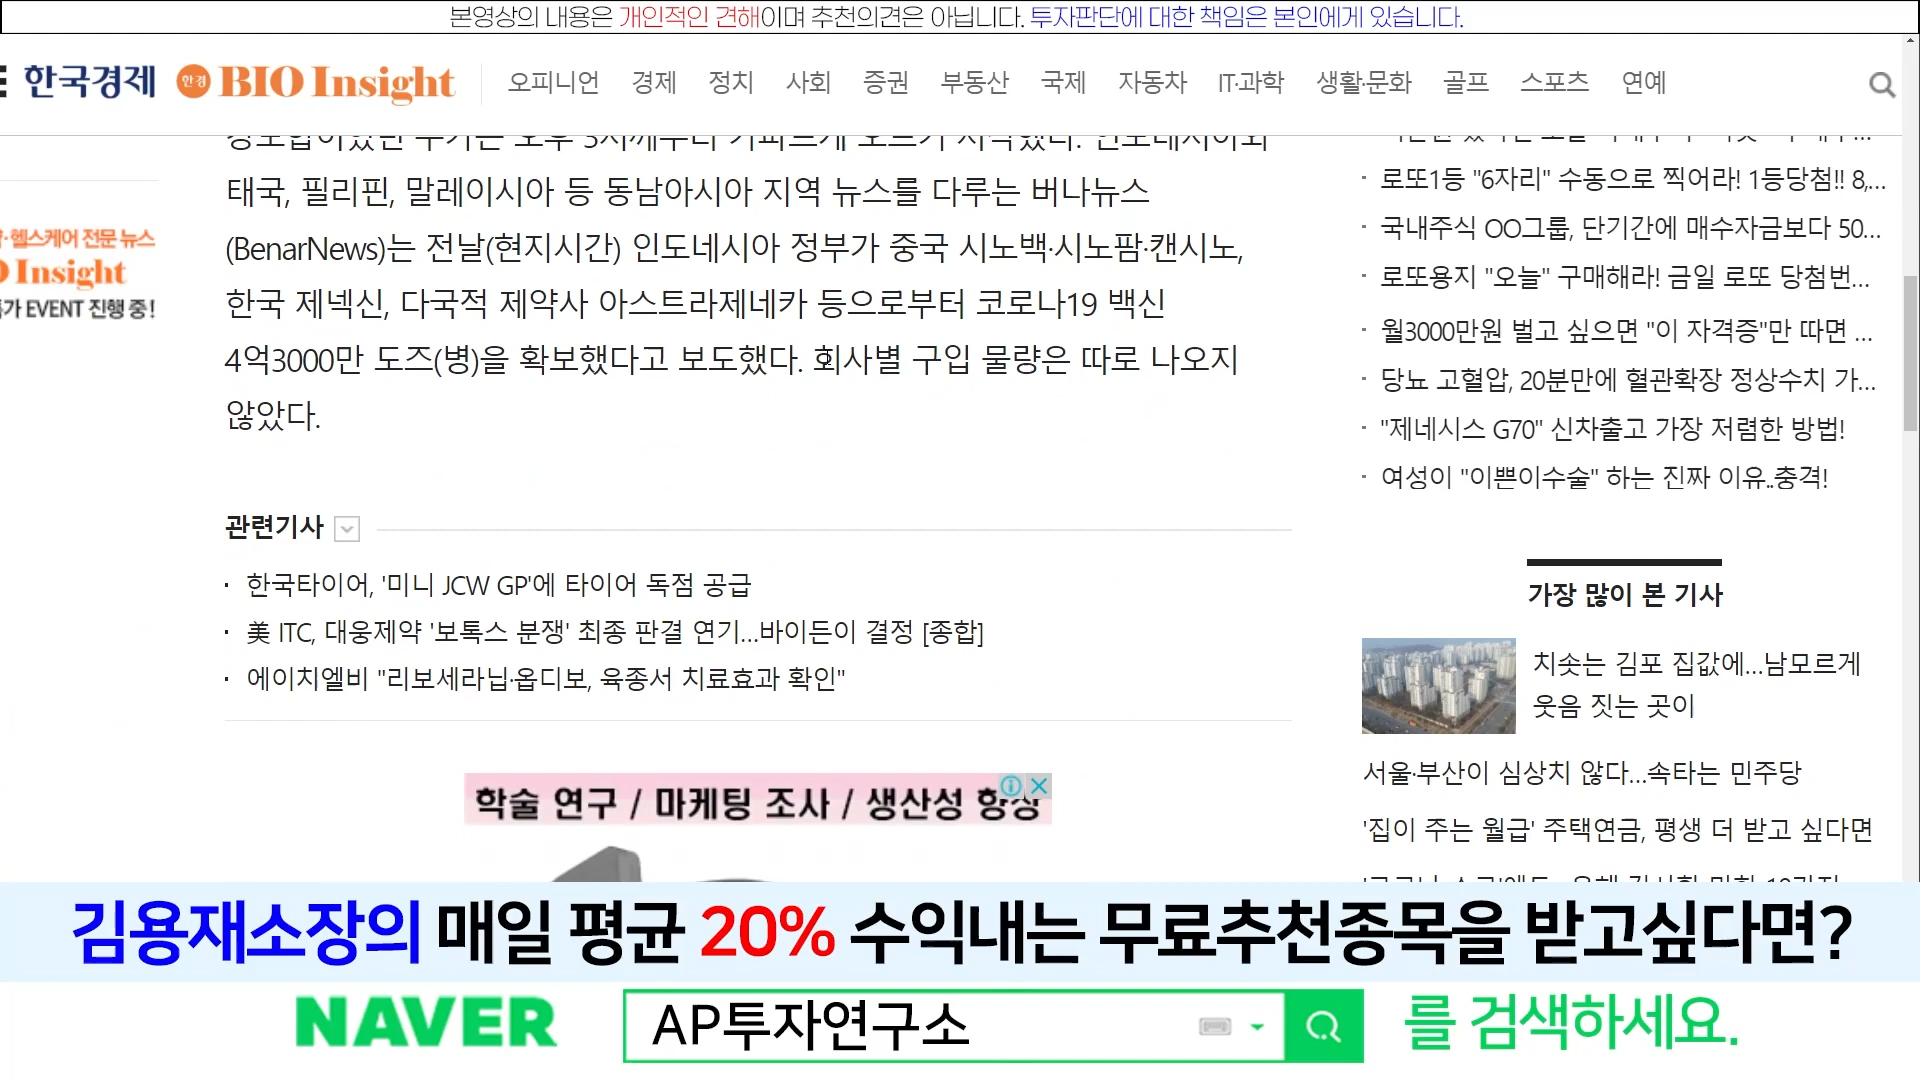 본영상의 내용은 개인적인 견해이며 추천의견은 아닙니다. 투자판단에 대한 책임은 본인에게 있습니다.
한국경제 한경 BIO Insight 오피니언 경제 정치 사회 증권 부동산 국제 자동차 IT·과학 생활·문화 골프 스포츠 연예
태국, 필리핀, 말레이시아 등 동남아시아 지역 뉴스를 다루는 버나뉴스
(BenarNews)는 전날(현지시간) 인도네시아 정부가 중국 시노백·시노팜·캔시노,
한국 제넥신, 다국적 제약사 아스트라제네카 등으로부터 코로나19 백신
4억3000만 도즈(병)을 확보했다고 보도했다. 회사별 구입 물량은 따로 나오지
않았다.
·헬스케어 전문 뉴스
Insight
EVENT 진행 중!
관련기사
· 한국타이어, '미니 JCW GP'에 타이어 독점 공급
· 美 ITC, 대웅제약 '보톡스 분쟁' 최종 판결 연기...바이든이 결정 [종합]
· 에이치엘비 "리보세라닙·옵디보, 육종서 치료효과 확인"
학술 연구 / 마케팅 조사 / 생산성 향상
· 로또1등 "6자리" 수동으로 찍어라! 1등당첨!! 8,...
· 국내주식 OO그룹, 단기간에 매수자금보다 50...
· 로또용지 "오늘" 구매해라! 금일 로또 당첨번...
· 월3000만원 벌고 싶으면 "이 자격증"만 따면 ...
· 당뇨 고혈압, 20분만에 혈관확장 정상수치 가...
· "제네시스 G70" 신차출고 가장 저렴한 방법!
· 여성이 "이쁜이수술" 하는 진짜 이유..충격!
가장 많이 본 기사
치솟는 김포 집값에...남모르게
웃음 짓는 곳이
서울·부산이 심상치 않다...속타는 민주당
'집이 주는 월급' 주택연금, 평생 더 받고 싶다면
김용재소장의 매일 평균 20% 수익내는 무료추천종목을 받고싶다면?
NAVER AP투자연구소 를 검색하세요.